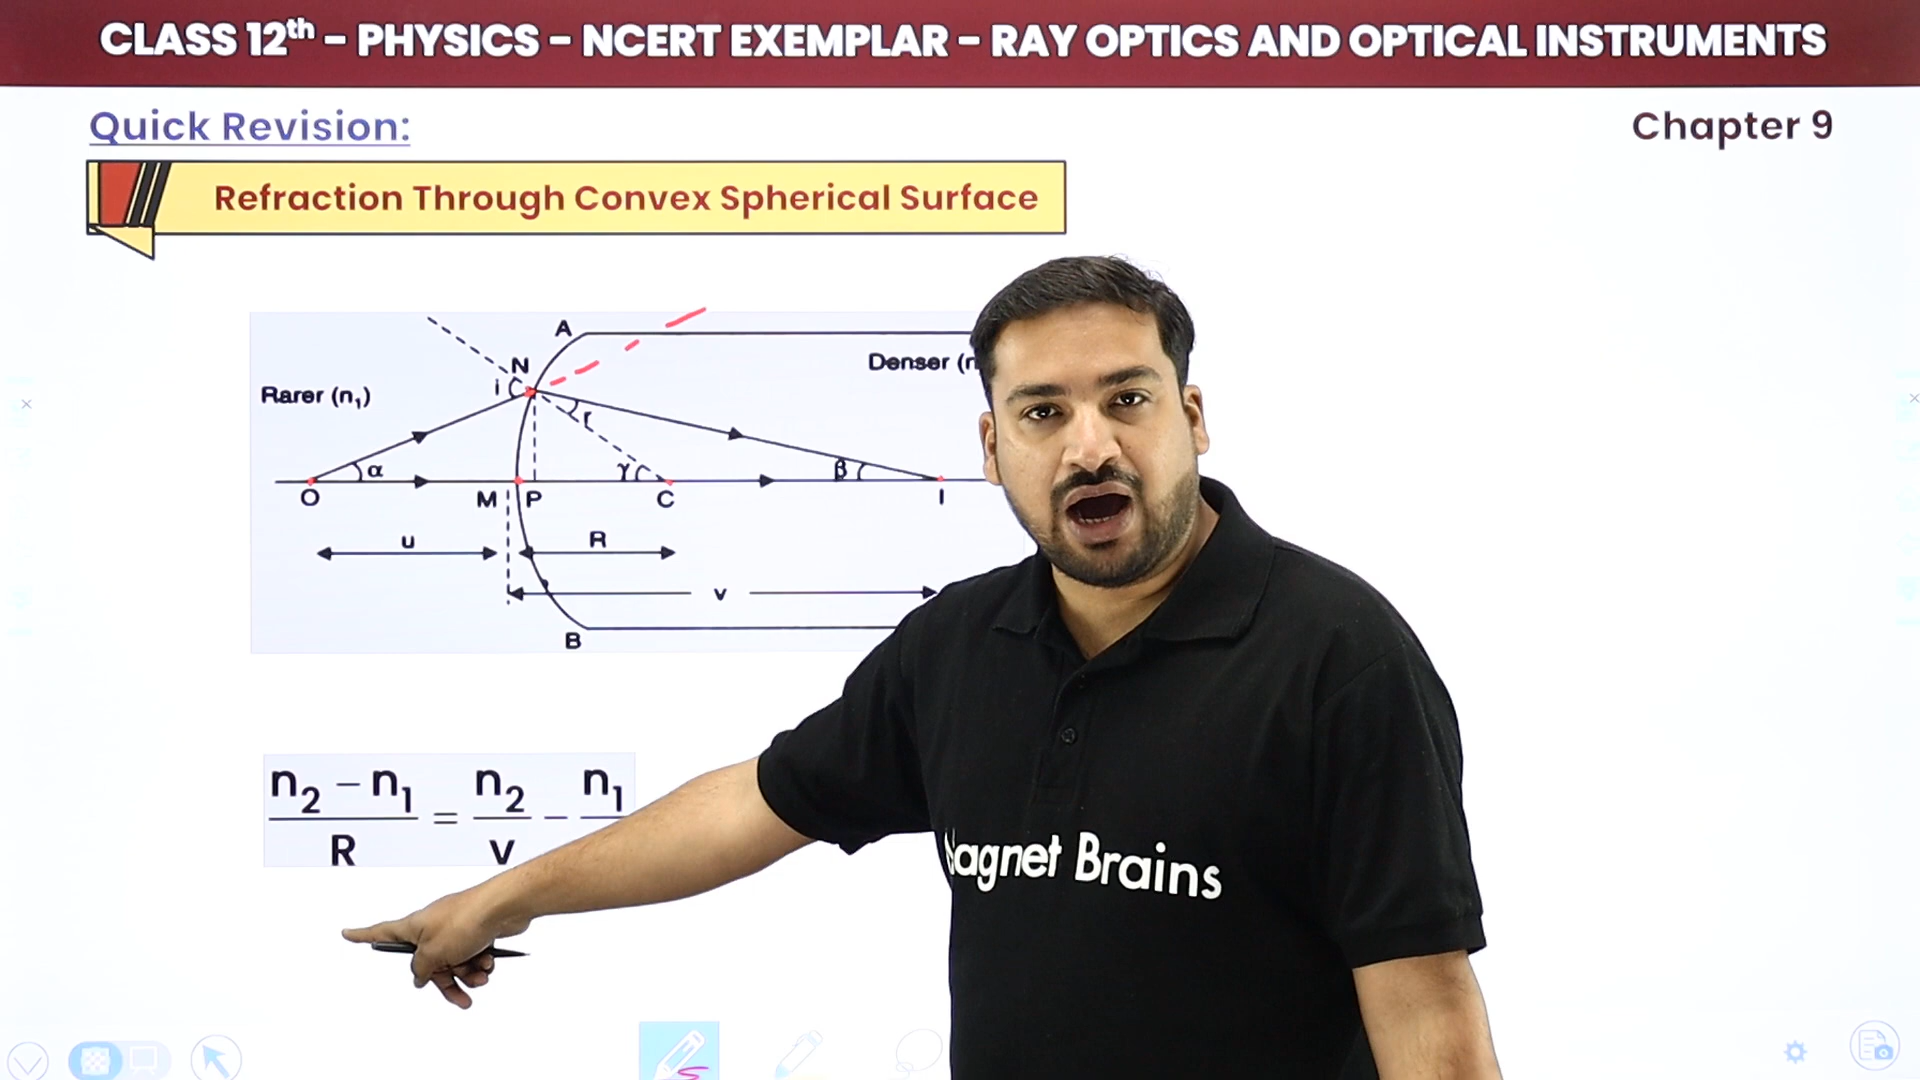 CLASS 12th – PHYSICS – NCERT EXEMPLAR – RAY OPTICS AND OPTICAL INSTRUMENTS
Quick Revision:
Chapter 9
Refraction Through Convex Spherical Surface
A
N
i
Denser (n
Rarer (n₁)
r
α
γ
β
O
M
P
C
I
u
R
v
B
n₂ – n₁ / R = n₂ / v – n₁
agnet Brains